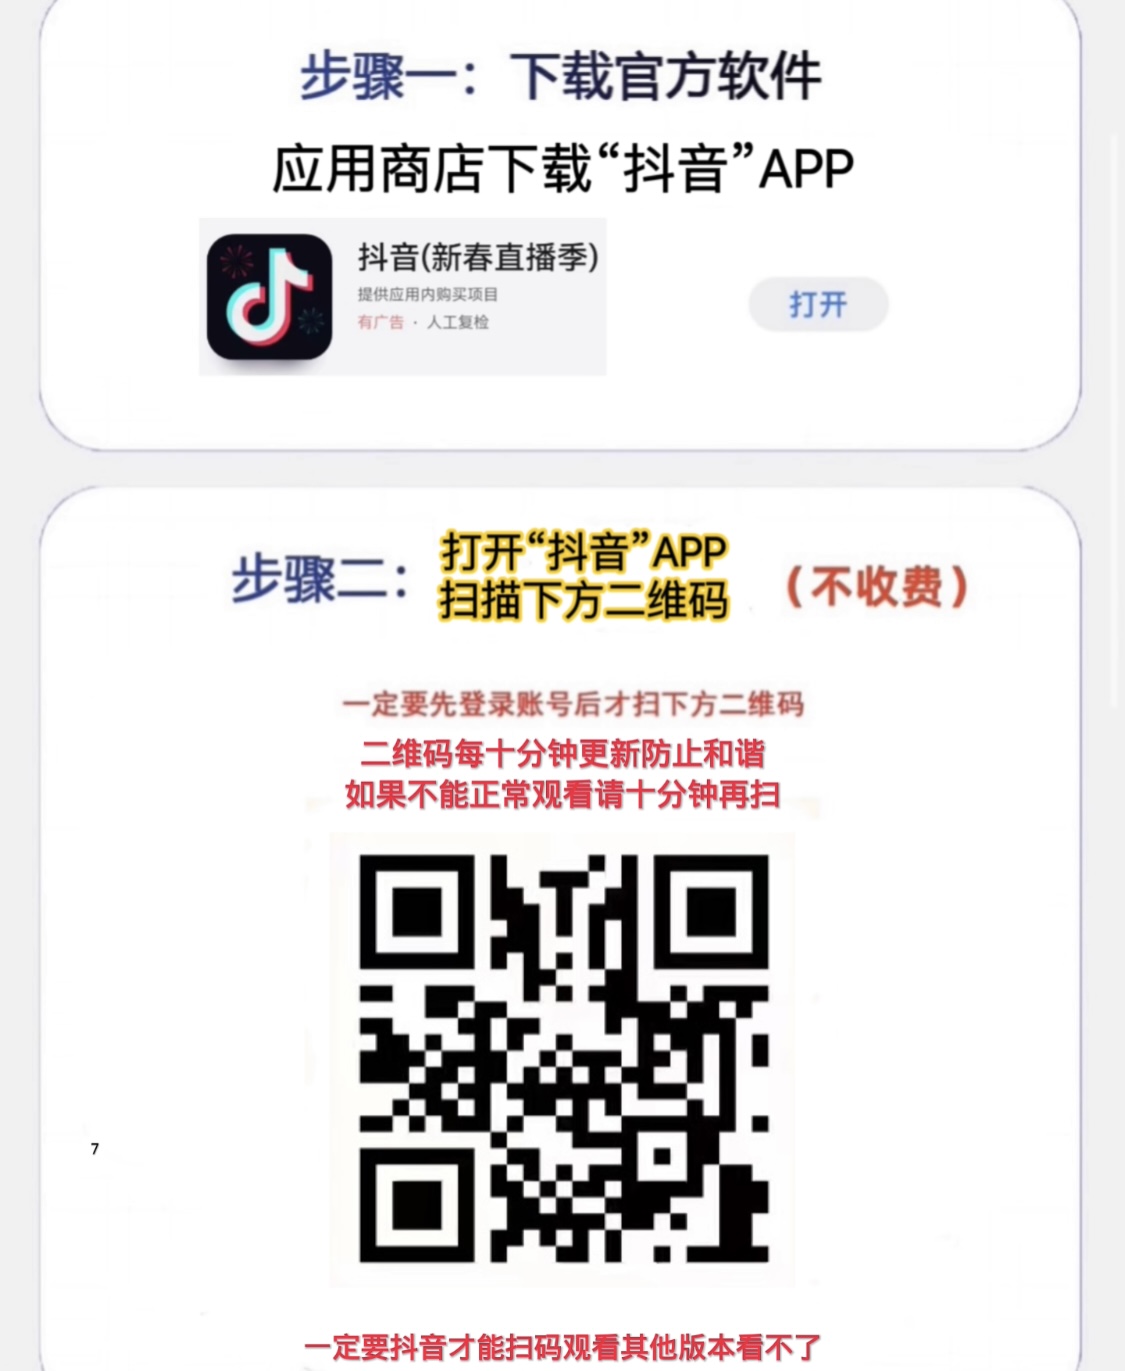 步骤一：下载官方软件
应用商店下载“抖音”APP
抖音(新春直播季)
提供应用内购买项目
有广告 · 人工复检
打开
步骤二：
打开“抖音”APP
扫描下方二维码
(不收费)
一定要先登录账号后才扫下方二维码
二维码每十分钟更新防止和谐
如果不能正常观看请十分钟再扫
7
一定要抖音才能扫码观看其他版本看不了